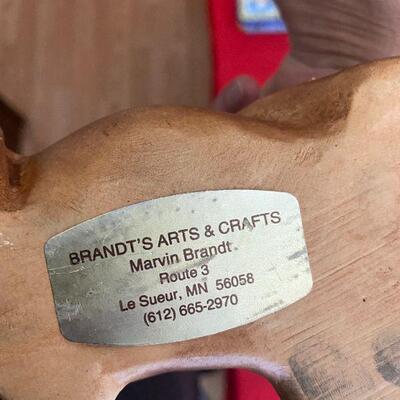 BRANDT'S ARTS & CRAFTS
Marvin Brandt
Route 3
Le Sueur, MN 56058
(612) 665-2970